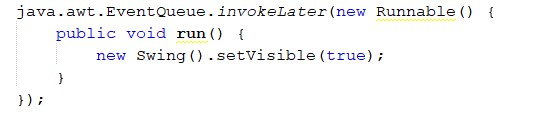 java.awt.EventQueue.invokeLater(new Runnable() {
    public void run() {
        new Swing().setVisible(true);
    }
});